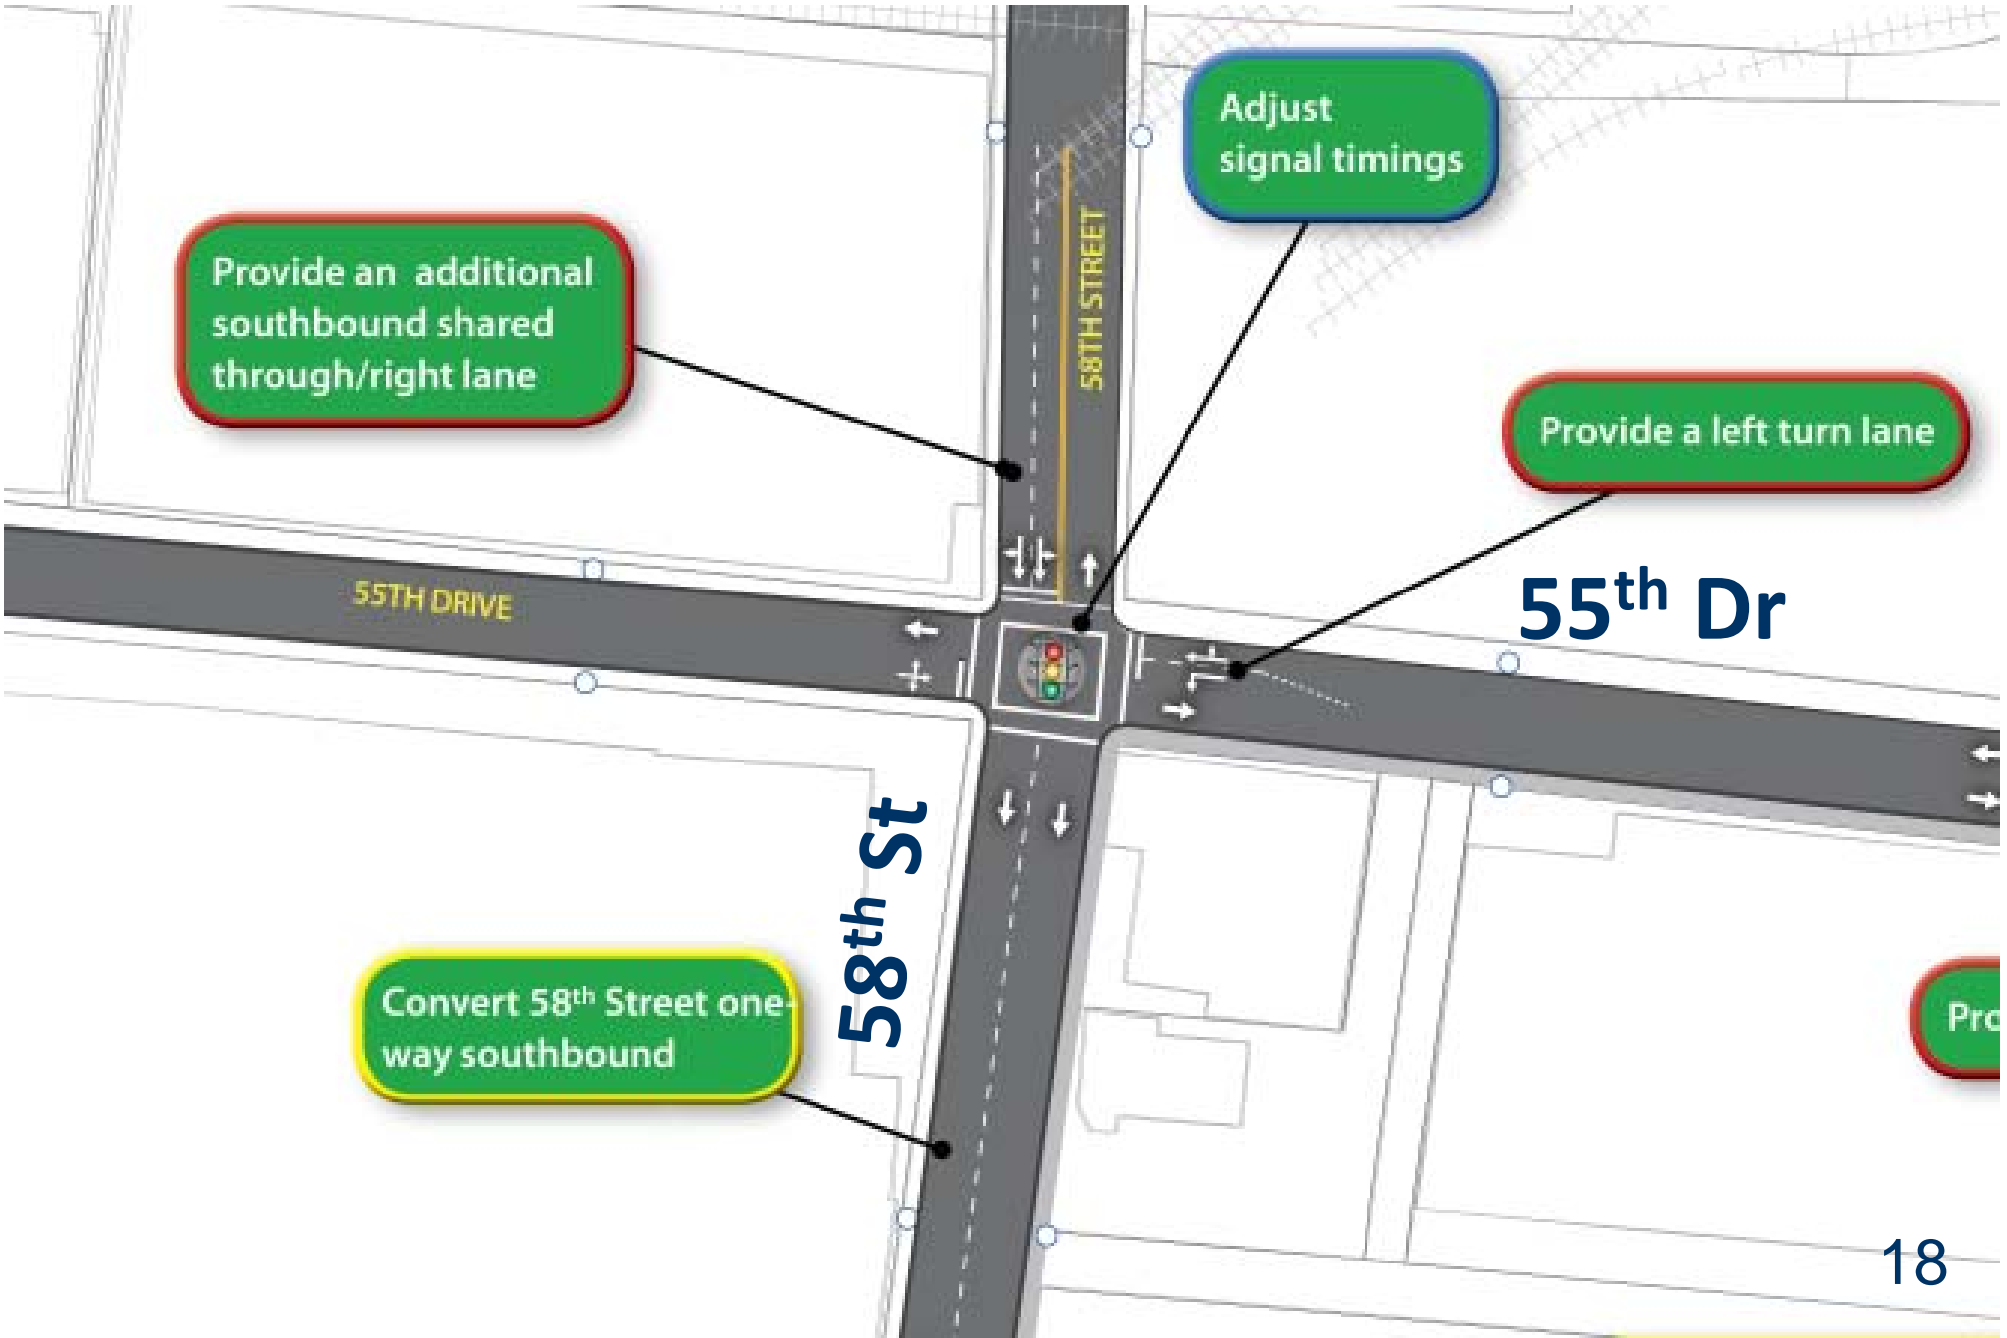 Adjust
signal timings
Provide an additional
southbound shared
through/right lane
58TH STREET
Provide a left turn lane
55th Dr
55TH DRIVE
58th St
Convert 58th Street one-
way southbound
Pro
18